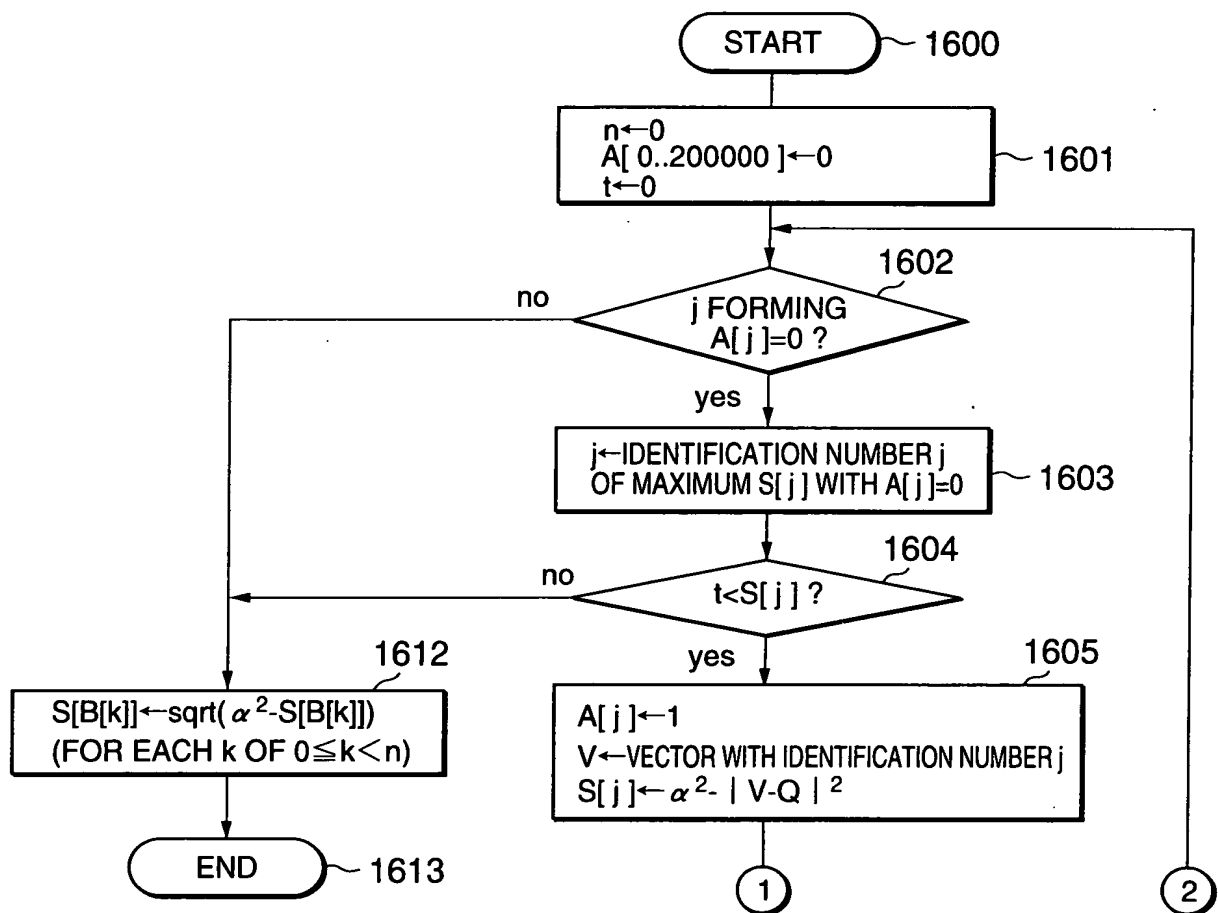 START
1600
n←0
A[ 0..200000 ]←0
t←0
1601
1602
no
j FORMING
A[ j ]=0 ?
yes
j←IDENTIFICATION NUMBER j
OF MAXIMUM S[ j ] WITH A[ j ]=0
1603
1604
no
t<S[ j ] ?
yes
1612
S[B[k]]←sqrt( α²-S[B[k]])
(FOR EACH k OF 0≦k<n)
1605
A[ j ]←1
V←VECTOR WITH IDENTIFICATION NUMBER j
S[ j ]← α²- | V-Q | ²
END
1613
1
2